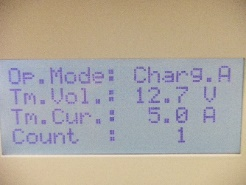 Op.Mode: Charg.A
Tm.Vol.: 12.7 V
Tm.Cur.: 5.0 A
Count : 1